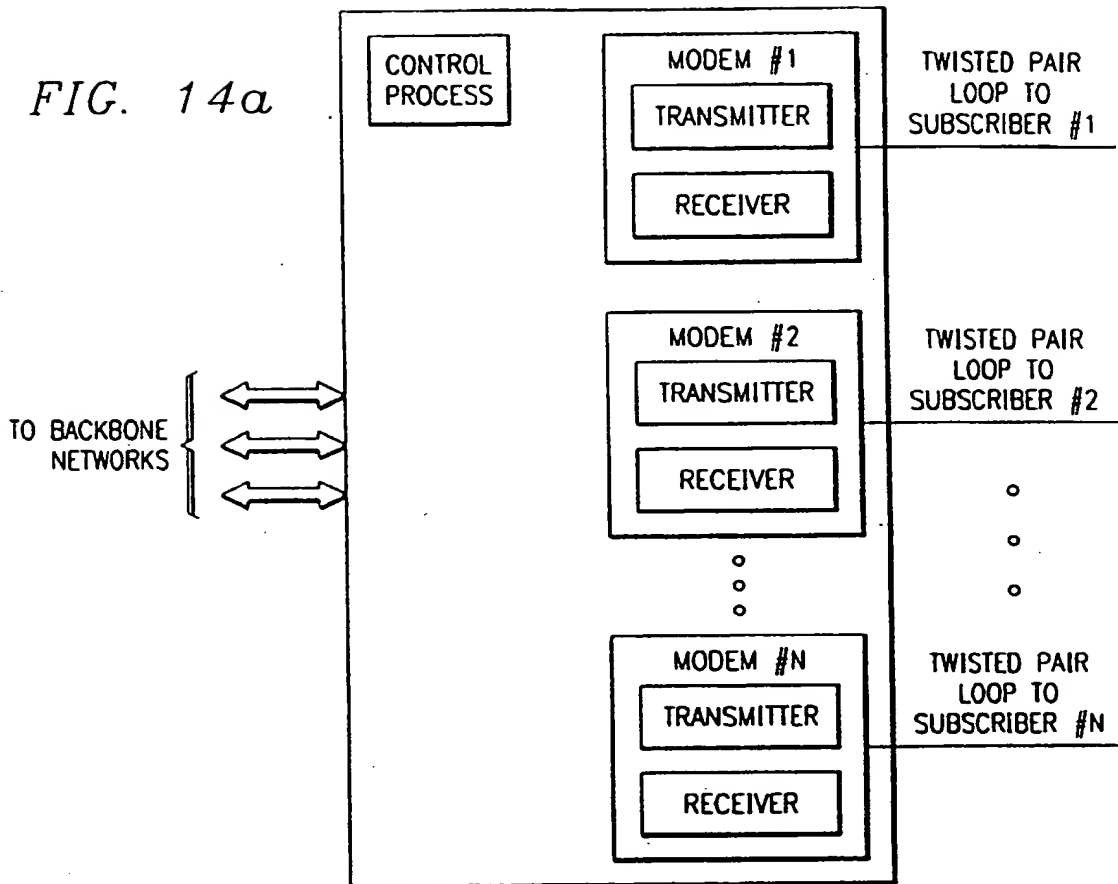 FIG. 14a
CONTROL
PROCESS
MODEM #1
TRANSMITTER
RECEIVER
TWISTED PAIR
LOOP TO
SUBSCRIBER #1
MODEM #2
TRANSMITTER
RECEIVER
TWISTED PAIR
LOOP TO
SUBSCRIBER #2
TO BACKBONE
NETWORKS
MODEM #N
TRANSMITTER
RECEIVER
TWISTED PAIR
LOOP TO
SUBSCRIBER #N